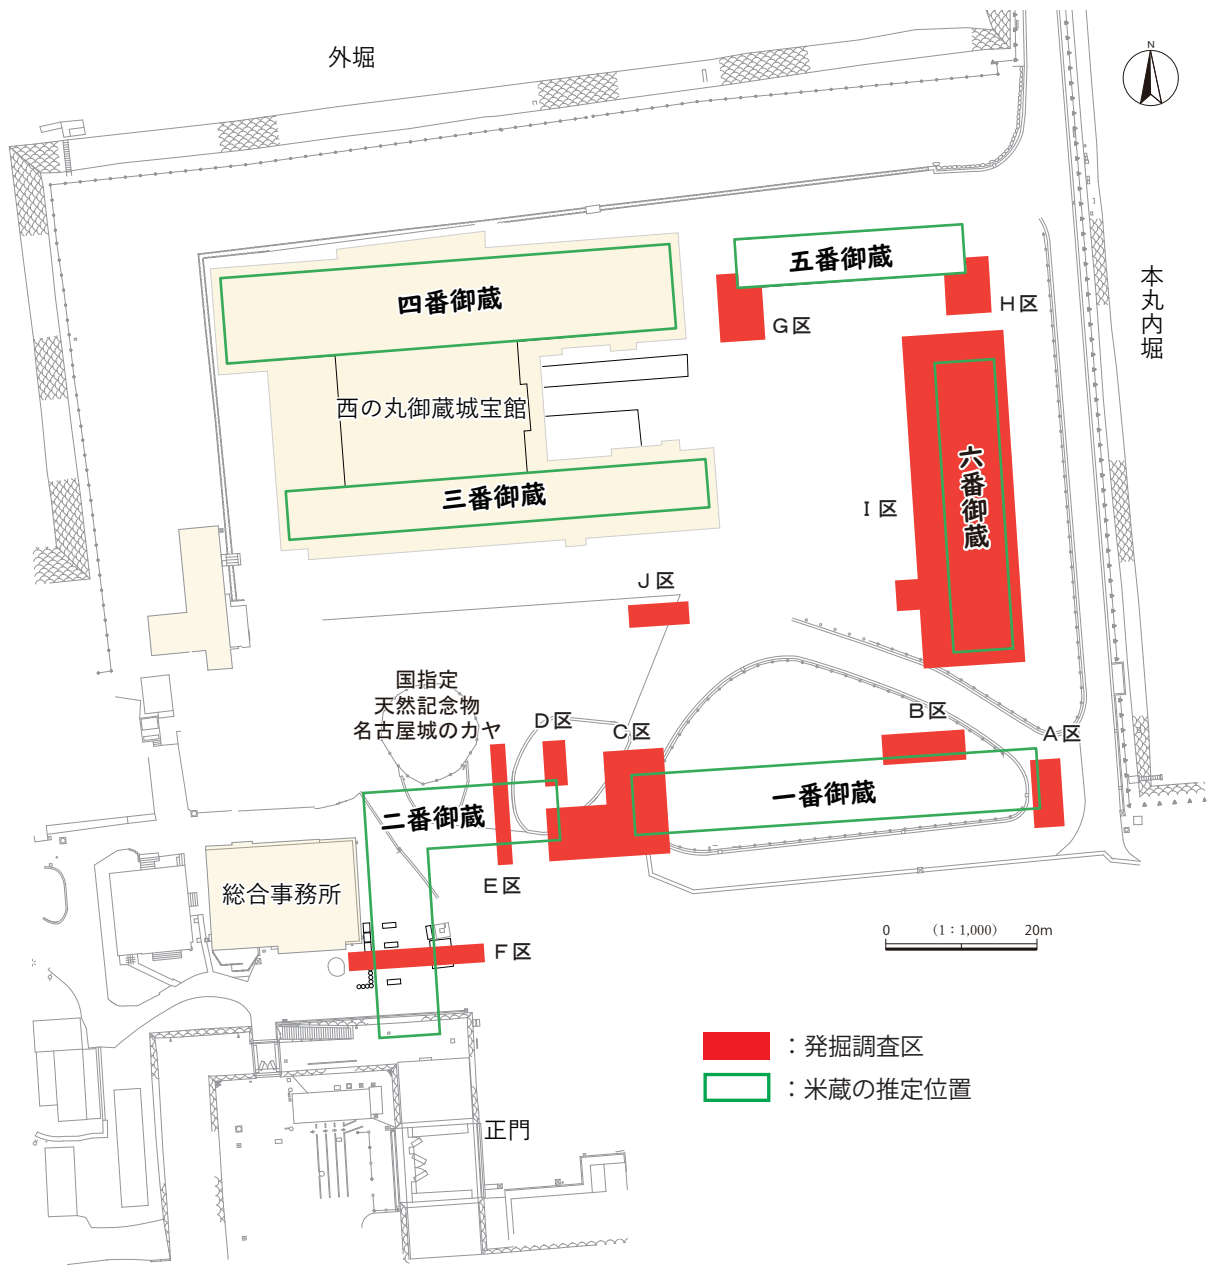 外堀
N
五番御蔵
四番御蔵
本丸内堀
H区
G区
西の丸御蔵城宝館
六番御蔵
三番御蔵
I区
J区
国指定
天然記念物
名古屋城のカヤ
D区
C区
B区
A区
二番御蔵
一番御蔵
E区
総合事務所
F区
0 (1：1,000) 20m
：発掘調査区
：米蔵の推定位置
正門